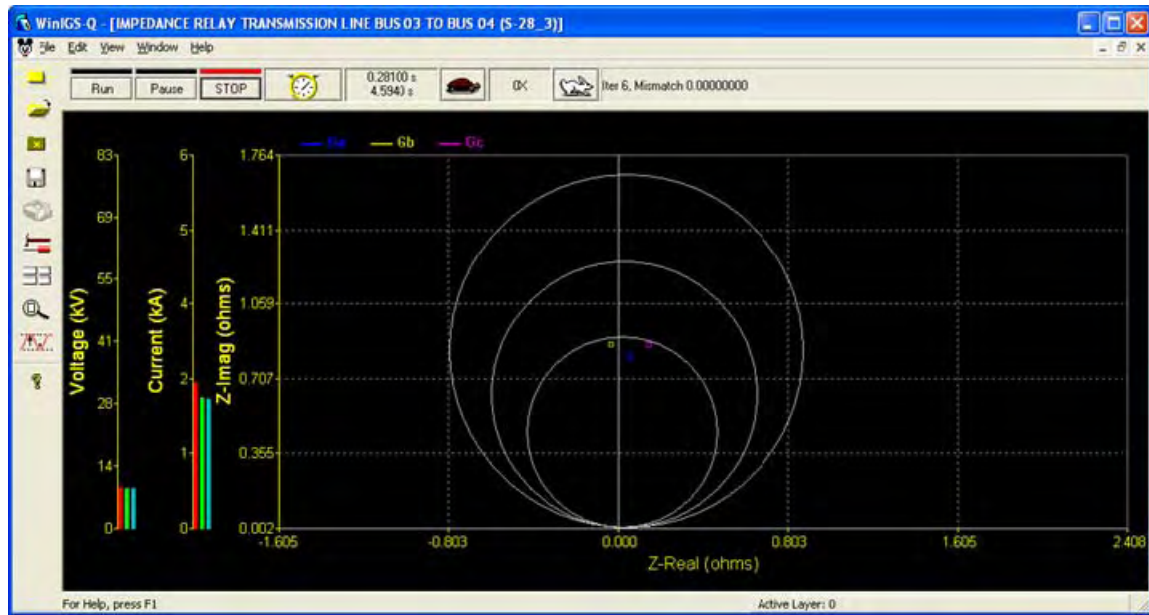 WinIGS-Q - [IMPEDANCE RELAY TRANSMISSION LINE BUS 03 TO BUS 04 (S-28_3)]
File Edit View Window Help
Run Pause STOP 0.28100 s 0X Iter 6, Mismatch 0.00000000
4.5940 s
Gb Gc
83 6 1.764
69 5 1.411
55 4 1.059
41
28 2 0.707
14 1 0.355
0 0 0.002
Voltage (kV)
Current (kA)
Z-Imag (ohms)
-1.605 -0.803 0.000 0.803 1.605 2.408
Z-Real (ohms)
For Help, press F1 Active Layer: 0